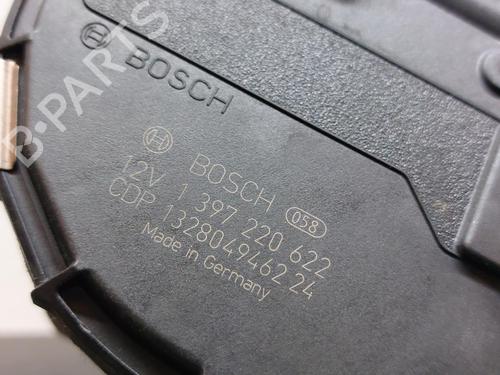 B-PARTS
BOSCH
BOSCH 058
12V 1 397 220 622
CDP 1328049462 24
Made in Germany